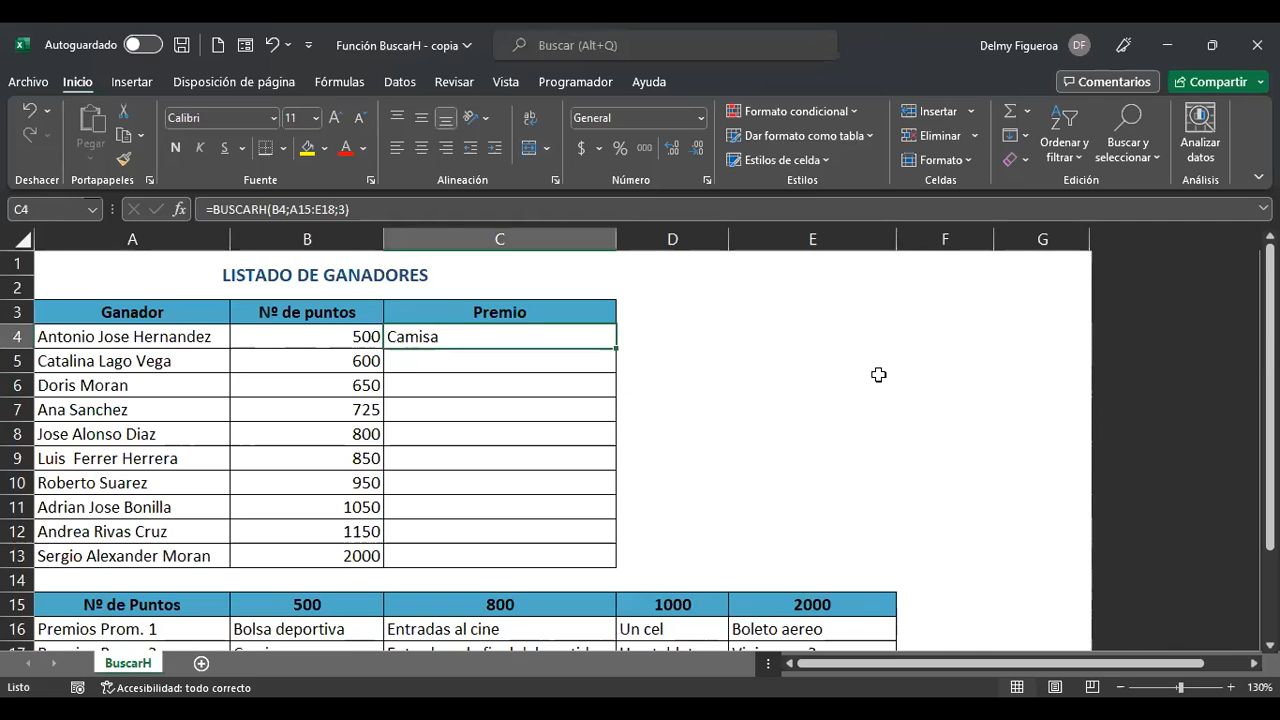 Autoguardado
Función BuscarH - copia
Buscar (Alt+Q)
Delmy Figueroa
DF
Archivo Inicio Insertar Disposición de página Fórmulas Datos Revisar Vista Programador Ayuda
Comentarios
Compartir
Pegar
Calibri 11
N K S
General
$ % 000
Formato condicional
Dar formato como tabla
Estilos de celda
Insertar
Eliminar
Formato
Ordenar y filtrar
Buscar y seleccionar
Analizar datos
Deshacer Portapapeles Fuente Alineación Número Estilos Celdas Edición Análisis
C4 fx =BUSCARH(B4;A15:E18;3)
A B C D E F G
1 LISTADO DE GANADORES
2
3 Ganador Nº de puntos Premio
4 Antonio Jose Hernandez 500 Camisa
5 Catalina Lago Vega 600
6 Doris Moran 650
7 Ana Sanchez 725
8 Jose Alonso Diaz 800
9 Luis Ferrer Herrera 850
10 Roberto Suarez 950
11 Adrian Jose Bonilla 1050
12 Andrea Rivas Cruz 1150
13 Sergio Alexander Moran 2000
14
15 Nº de Puntos 500 800 1000 2000
16 Premios Prom. 1 Bolsa deportiva Entradas al cine Un cel Boleto aereo
BuscarH
Listo Accesibilidad: todo correcto 130%